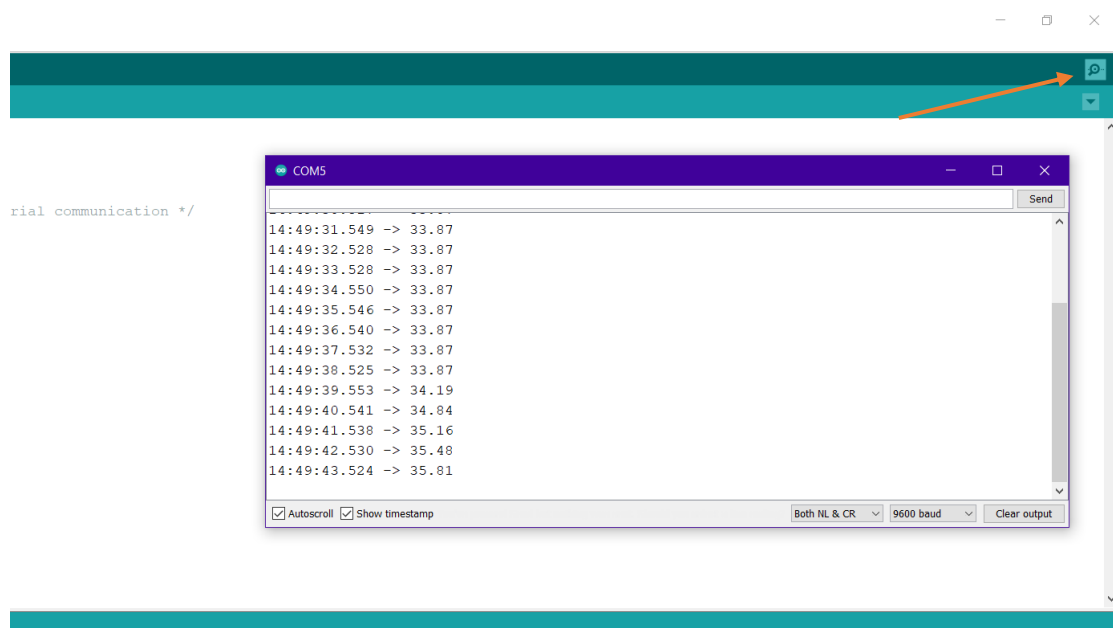 COM5
rial communication */
Send
14:49:31.549 -> 33.87
14:49:32.528 -> 33.87
14:49:33.528 -> 33.87
14:49:34.550 -> 33.87
14:49:35.546 -> 33.87
14:49:36.540 -> 33.87
14:49:37.532 -> 33.87
14:49:38.525 -> 33.87
14:49:39.553 -> 34.19
14:49:40.541 -> 34.84
14:49:41.538 -> 35.16
14:49:42.530 -> 35.48
14:49:43.524 -> 35.81
Autoscroll Show timestamp Both NL & CR 9600 baud Clear output